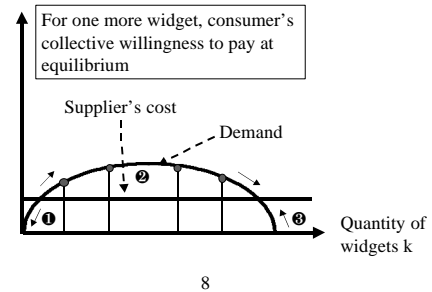 For one more widget, consumer's
collective willingness to pay at
equilibrium
Supplier's cost
Demand
❷
❶
❸
Quantity of
widgets k
8